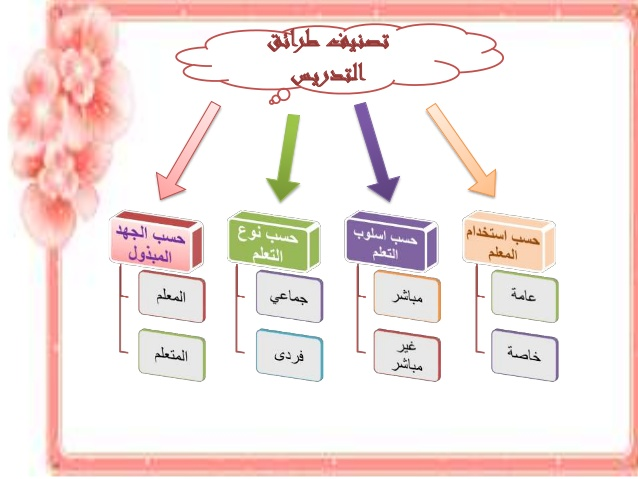 تصنيف طرائق
التدريس
حسب استخدام
المعلم
عامة
خاصة
حسب اسلوب
التعلم
مباشر
غير
مباشر
حسب نوع
التعلم
جماعي
فردى
حسب الجهد
المبذول
المعلم
المتعلم